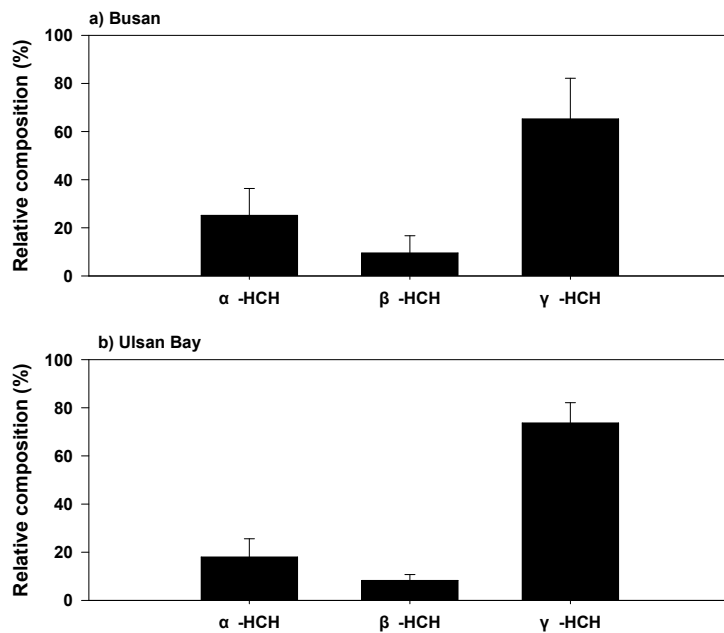 a) Busan
Relative composition (%)
100
80
60
40
20
0
α -HCH β -HCH γ -HCH
b) Ulsan Bay
Relative composition (%)
100
80
60
40
20
0
α -HCH β -HCH γ -HCH